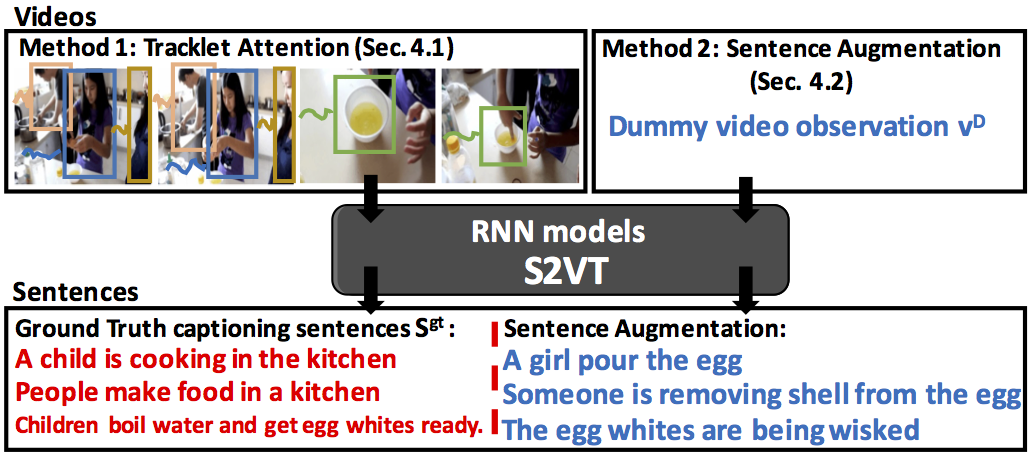 Videos
Method 1: Tracklet Attention (Sec. 4.1)
Method 2: Sentence Augmentation
(Sec. 4.2)
Dummy video observation vᴰ
RNN models
S2VT
Sentences
Ground Truth captioning sentences Sᵍᵗ :
A child is cooking in the kitchen
People make food in a kitchen
Children boil water and get egg whites ready.
Sentence Augmentation:
A girl pour the egg
Someone is removing shell from the egg
The egg whites are being wisked